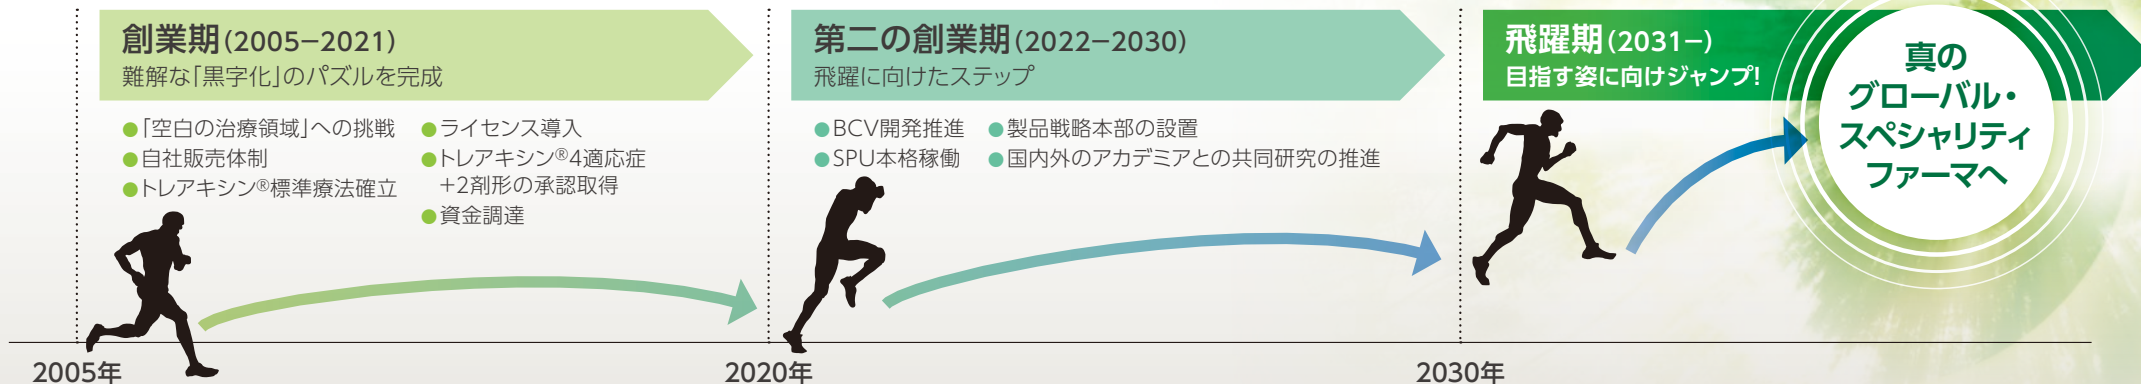 創業期(2005−2021)
難解な「黒字化」のパズルを完成
●「空白の治療領域」への挑戦
●自社販売体制
●トレアキシン®標準療法確立
●ライセンス導入
●トレアキシン®4適応症
+2剤形の承認取得
●資金調達
第二の創業期(2022−2030)
飛躍に向けたステップ
●BCV開発推進
●SPU本格稼働
●製品戦略本部の設置
●国内外のアカデミアとの共同研究の推進
飛躍期(2031−)
目指す姿に向けジャンプ!
真の
グローバル・
スペシャリティ
ファーマへ
2005年
2020年
2030年